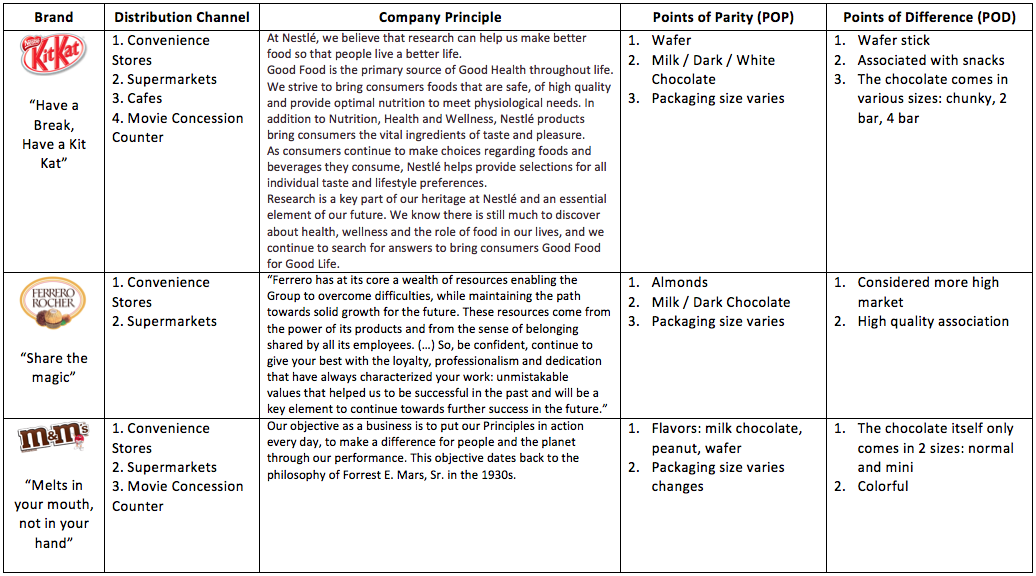 Brand
Distribution Channel
Company Principle
Points of Parity (POP)
Points of Difference (POD)
Nestlé
KitKat
“Have a
Break,
Have a Kit
Kat”
1. Convenience
Stores
2. Supermarkets
3. Cafes
4. Movie Concession
Counter
At Nestlé, we believe that research can help us make better
food so that people live a better life.
Good Food is the primary source of Good Health throughout life.
We strive to bring consumers foods that are safe, of high quality
and provide optimal nutrition to meet physiological needs. In
addition to Nutrition, Health and Wellness, Nestlé products
bring consumers the vital ingredients of taste and pleasure.
As consumers continue to make choices regarding foods and
beverages they consume, Nestlé helps provide selections for all
individual taste and lifestyle preferences.
Research is a key part of our heritage at Nestlé and an essential
element of our future. We know there is still much to discover
about health, wellness and the role of food in our lives, and we
continue to search for answers to bring consumers Good Food
for Good Life.
1. Wafer
2. Milk / Dark / White
Chocolate
3. Packaging size varies
1. Wafer stick
2. Associated with snacks
3. The chocolate comes in
various sizes: chunky, 2
bar, 4 bar
FERRERO
ROCHER
“Share the
magic”
1. Convenience
Stores
2. Supermarkets
“Ferrero has at its core a wealth of resources enabling the
Group to overcome difficulties, while maintaining the path
towards solid growth for the future. These resources come from
the power of its products and from the sense of belonging
shared by all its employees. (…) So, be confident, continue to
give your best with the loyalty, professionalism and dedication
that have always characterized your work: unmistakable
values that helped us to be successful in the past and will be a
key element to continue towards further success in the future.”
1. Almonds
2. Milk / Dark Chocolate
3. Packaging size varies
1. Considered more high
market
2. High quality association
m&m's
“Melts in
your mouth,
not in your
hand”
1. Convenience
Stores
2. Supermarkets
3. Movie Concession
Counter
Our objective as a business is to put our Principles in action
every day, to make a difference for people and the planet
through our performance. This objective dates back to the
philosophy of Forrest E. Mars, Sr. in the 1930s.
1. Flavors: milk chocolate,
peanut, wafer
2. Packaging size varies
changes
1. The chocolate itself only
comes in 2 sizes: normal
and mini
2. Colorful